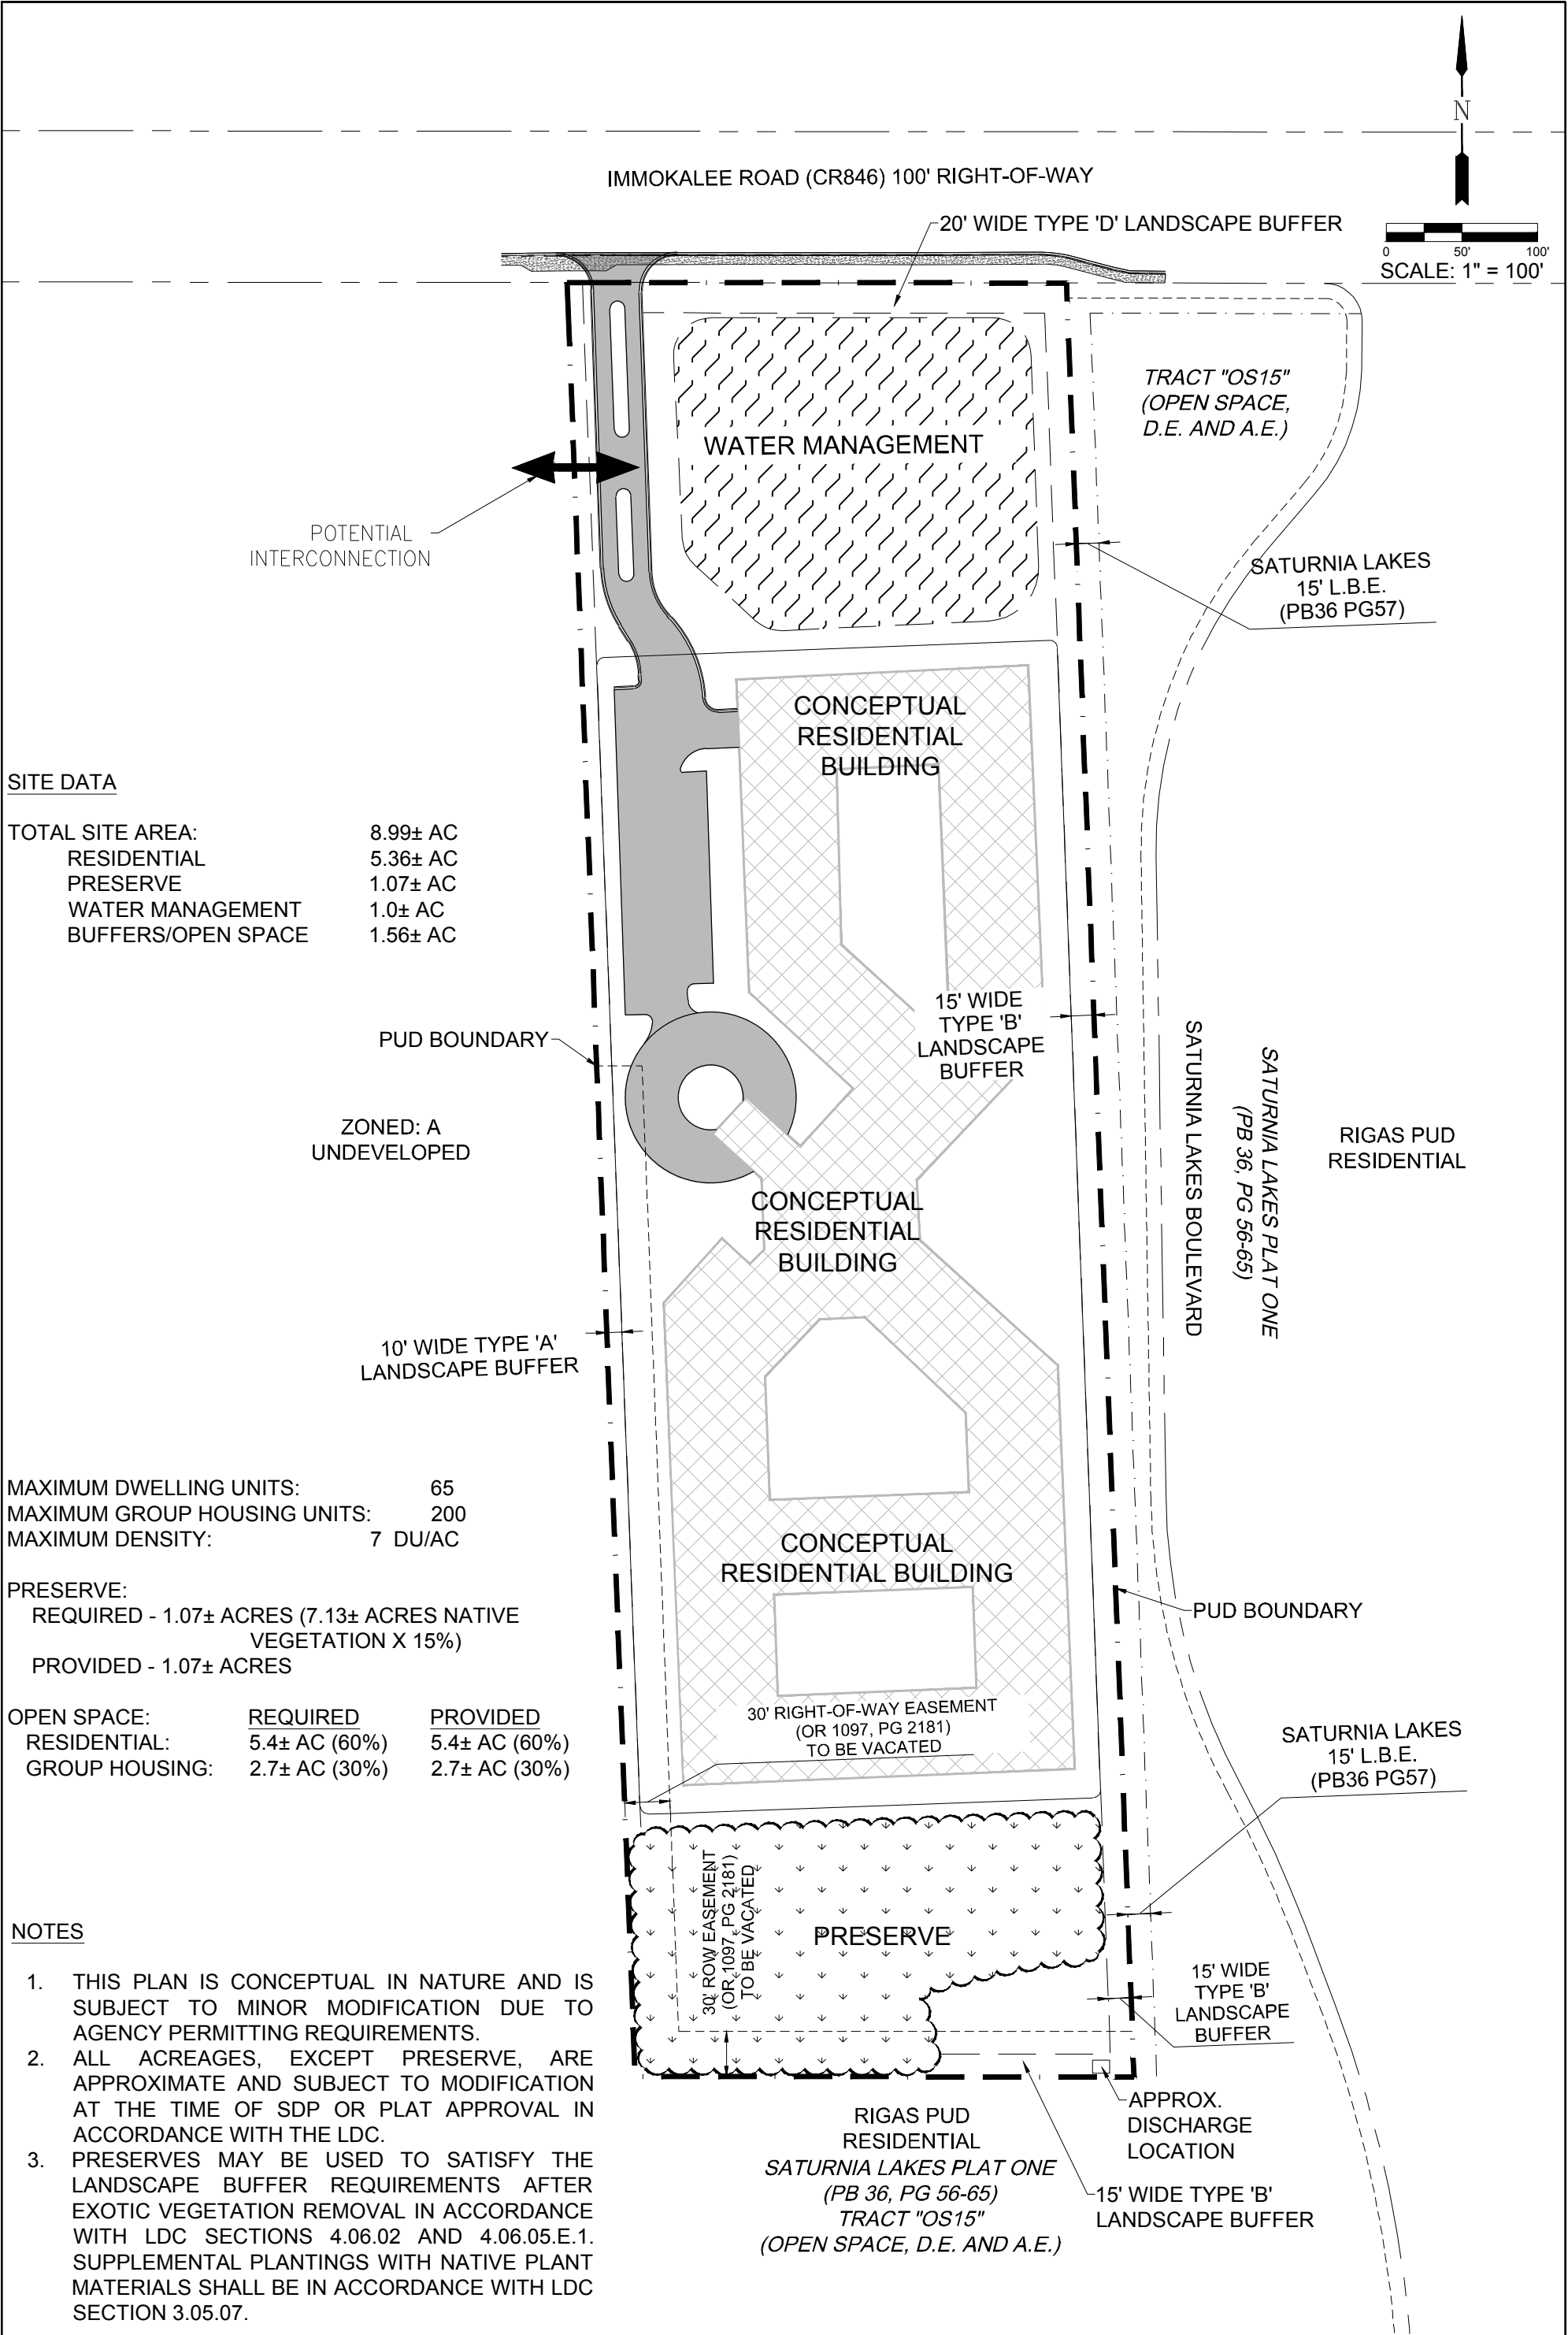 N
IMMOKALEE ROAD (CR846) 100' RIGHT-OF-WAY
20' WIDE TYPE 'D' LANDSCAPE BUFFER
0 50' 100'
SCALE: 1" = 100'
TRACT "OS15"
(OPEN SPACE,
D.E. AND A.E.)
WATER MANAGEMENT
POTENTIAL
INTERCONNECTION
SATURNIA LAKES
15' L.B.E.
(PB36 PG57)
CONCEPTUAL
RESIDENTIAL
BUILDING
SITE DATA
TOTAL SITE AREA: 8.99± AC
RESIDENTIAL 5.36± AC
PRESERVE 1.07± AC
WATER MANAGEMENT 1.0± AC
BUFFERS/OPEN SPACE 1.56± AC
15' WIDE
TYPE 'B'
LANDSCAPE
BUFFER
PUD BOUNDARY
ZONED: A
UNDEVELOPED
SATURNIA LAKES BOULEVARD
SATURNIA LAKES PLAT ONE
(PB 36, PG 56-65)
RIGAS PUD
RESIDENTIAL
CONCEPTUAL
RESIDENTIAL
BUILDING
10' WIDE TYPE 'A'
LANDSCAPE BUFFER
MAXIMUM DWELLING UNITS: 65
MAXIMUM GROUP HOUSING UNITS: 200
MAXIMUM DENSITY: 7 DU/AC
CONCEPTUAL
RESIDENTIAL BUILDING
PRESERVE:
REQUIRED - 1.07± ACRES (7.13± ACRES NATIVE
VEGETATION X 15%)
PROVIDED - 1.07± ACRES
PUD BOUNDARY
OPEN SPACE: REQUIRED PROVIDED
RESIDENTIAL: 5.4± AC (60%) 5.4± AC (60%)
GROUP HOUSING: 2.7± AC (30%) 2.7± AC (30%)
30' RIGHT-OF-WAY EASEMENT
(OR 1097, PG 2181)
TO BE VACATED
SATURNIA LAKES
15' L.B.E.
(PB36 PG57)
30' ROW EASEMENT
(OR 1097, PG 2181)
TO BE VACATED
PRESERVE
15' WIDE
TYPE 'B'
LANDSCAPE
BUFFER
NOTES
1. THIS PLAN IS CONCEPTUAL IN NATURE AND IS
SUBJECT TO MINOR MODIFICATION DUE TO
AGENCY PERMITTING REQUIREMENTS.
2. ALL ACREAGES, EXCEPT PRESERVE, ARE
APPROXIMATE AND SUBJECT TO MODIFICATION
AT THE TIME OF SDP OR PLAT APPROVAL IN
ACCORDANCE WITH THE LDC.
3. PRESERVES MAY BE USED TO SATISFY THE
LANDSCAPE BUFFER REQUIREMENTS AFTER
EXOTIC VEGETATION REMOVAL IN ACCORDANCE
WITH LDC SECTIONS 4.06.02 AND 4.06.05.E.1.
SUPPLEMENTAL PLANTINGS WITH NATIVE PLANT
MATERIALS SHALL BE IN ACCORDANCE WITH LDC
SECTION 3.05.07.
APPROX.
DISCHARGE
LOCATION
RIGAS PUD
RESIDENTIAL
SATURNIA LAKES PLAT ONE
(PB 36, PG 56-65)
TRACT "OS15"
(OPEN SPACE, D.E. AND A.E.)
15' WIDE TYPE 'B'
LANDSCAPE BUFFER